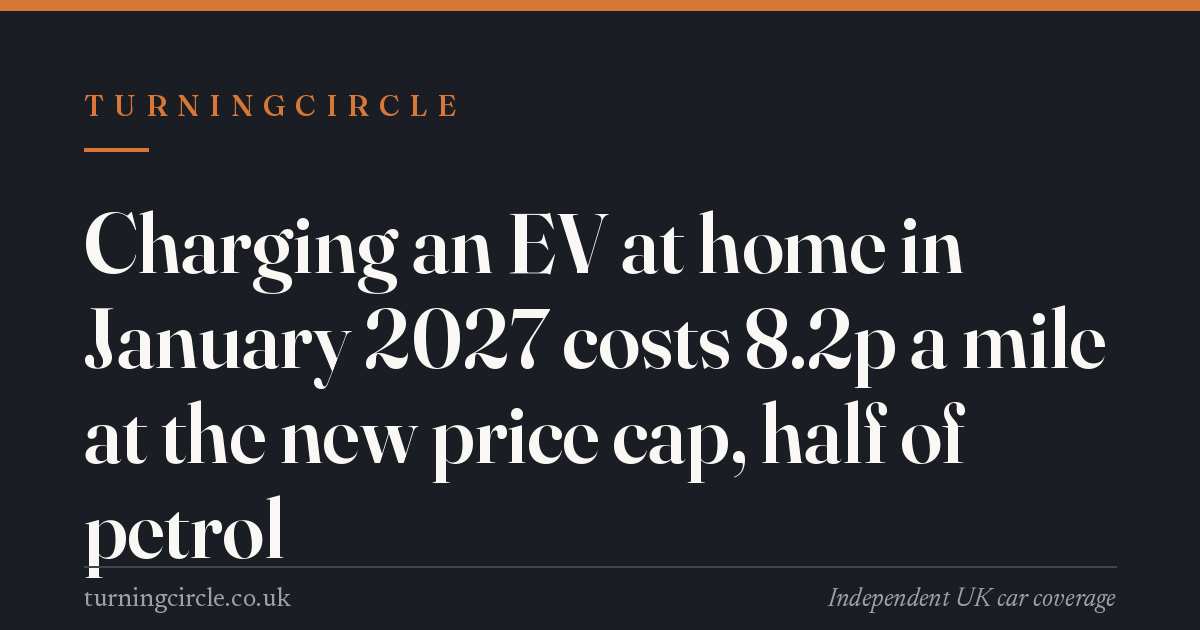 TURNINGCIRCLE
Charging an EV at home in
January 2027 costs 8.2p a mile
at the new price cap, half of
petrol
turningcircle.co.uk
Independent UK car coverage